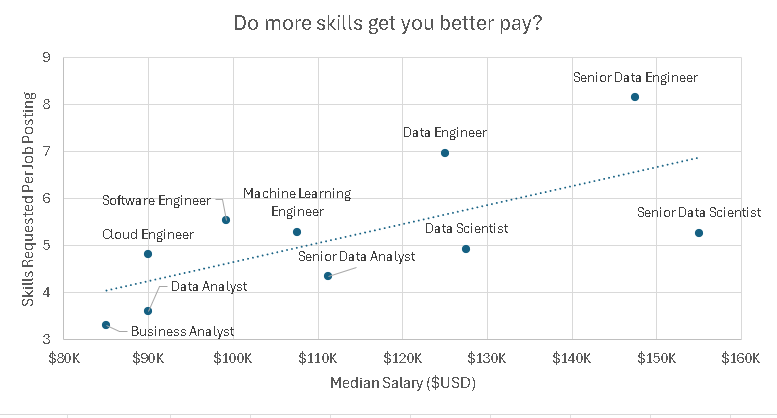 Do more skills get you better pay?
Skills Requested Per Job Posting
9
8
7
6
5
4
3
Senior Data Engineer
Data Engineer
Software Engineer
Machine Learning
Engineer
Senior Data Scientist
Cloud Engineer
Data Scientist
Senior Data Analyst
Data Analyst
Business Analyst
$80K
$90K
$100K
$110K
$120K
$130K
$140K
$150K
$160K
Median Salary ($USD)